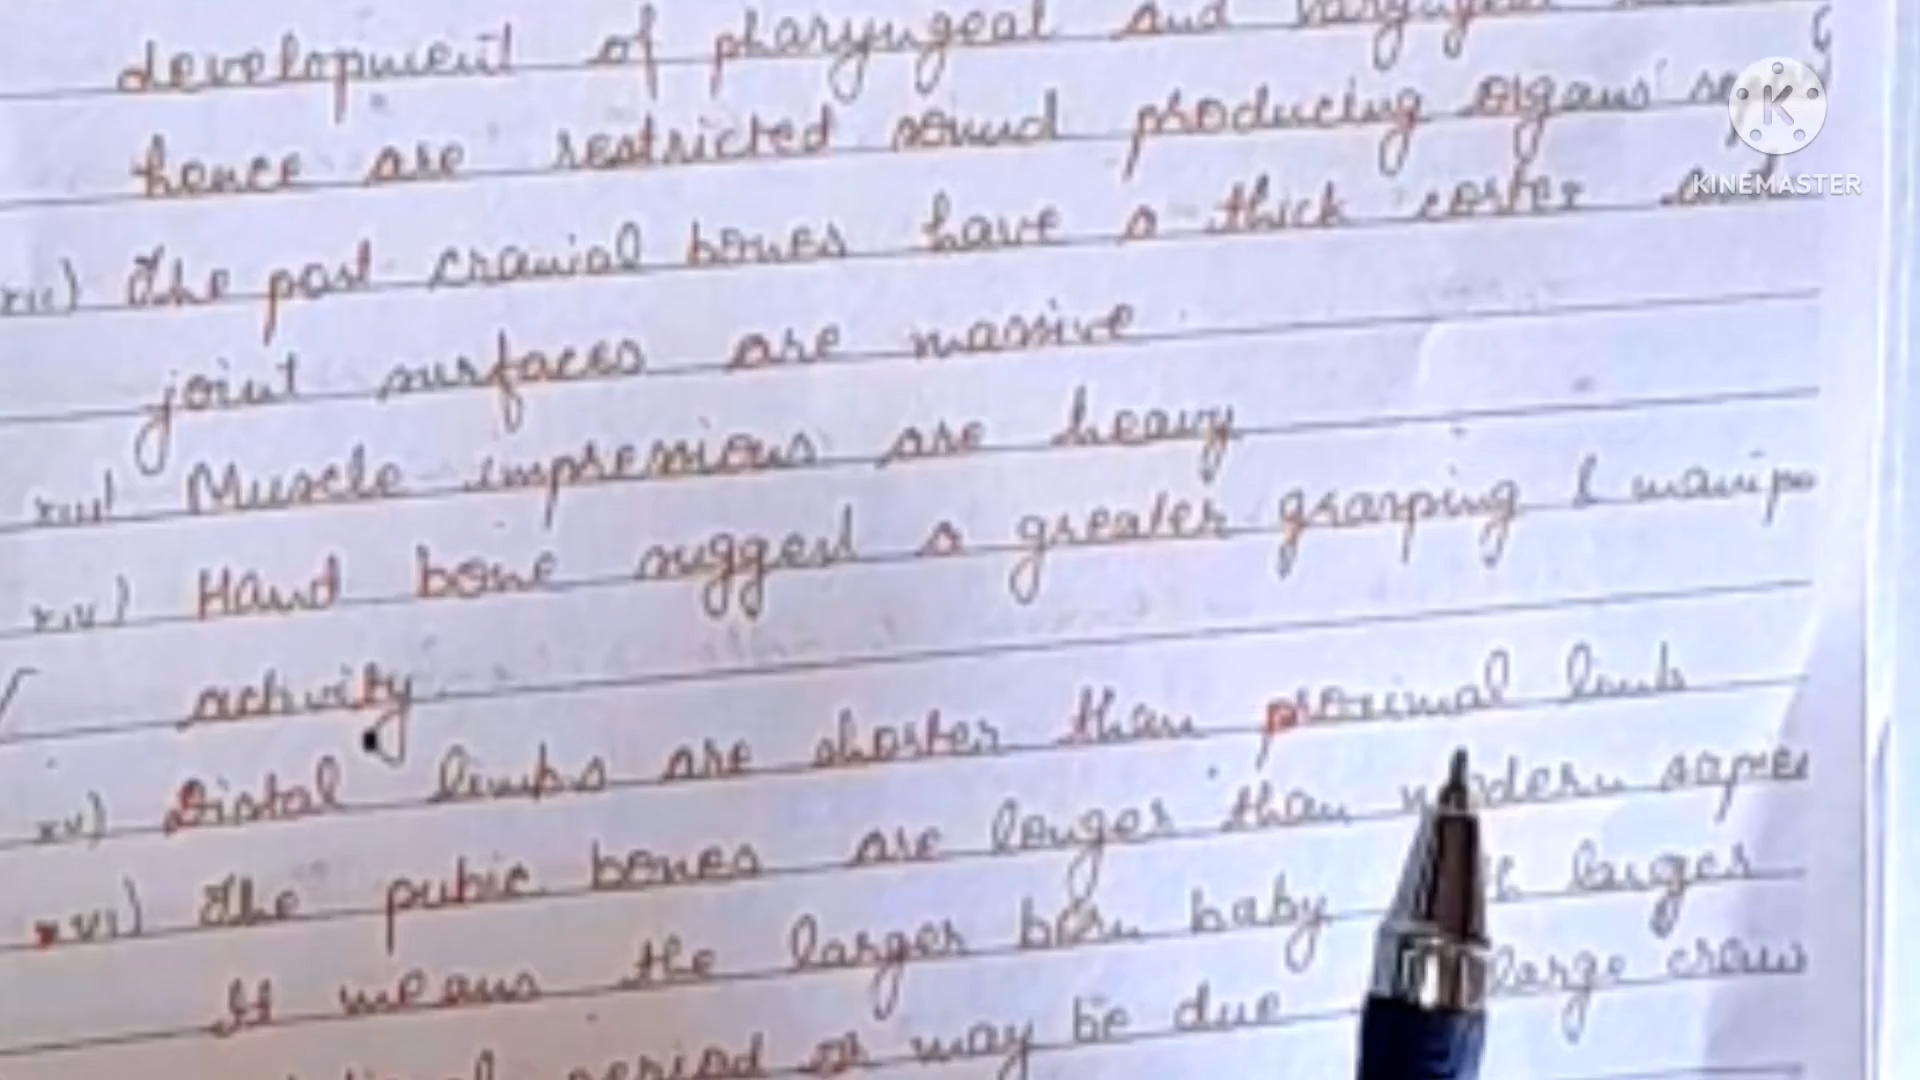 development of pharyngeal and
hence are restricted sound producing organs
xii) The post cranial bones have a thick cortex and
joint surfaces are massive
xiii) Muscle impressions are heavy
xiv) Hand bone suggest a greater grasping & manipu
activity
xv) Distal limbs are shorter than proximal limb
xvi) The pubic bones are longer than modern sapien
It means the larger born baby larger
period or may be due large
K
KINEMASTER